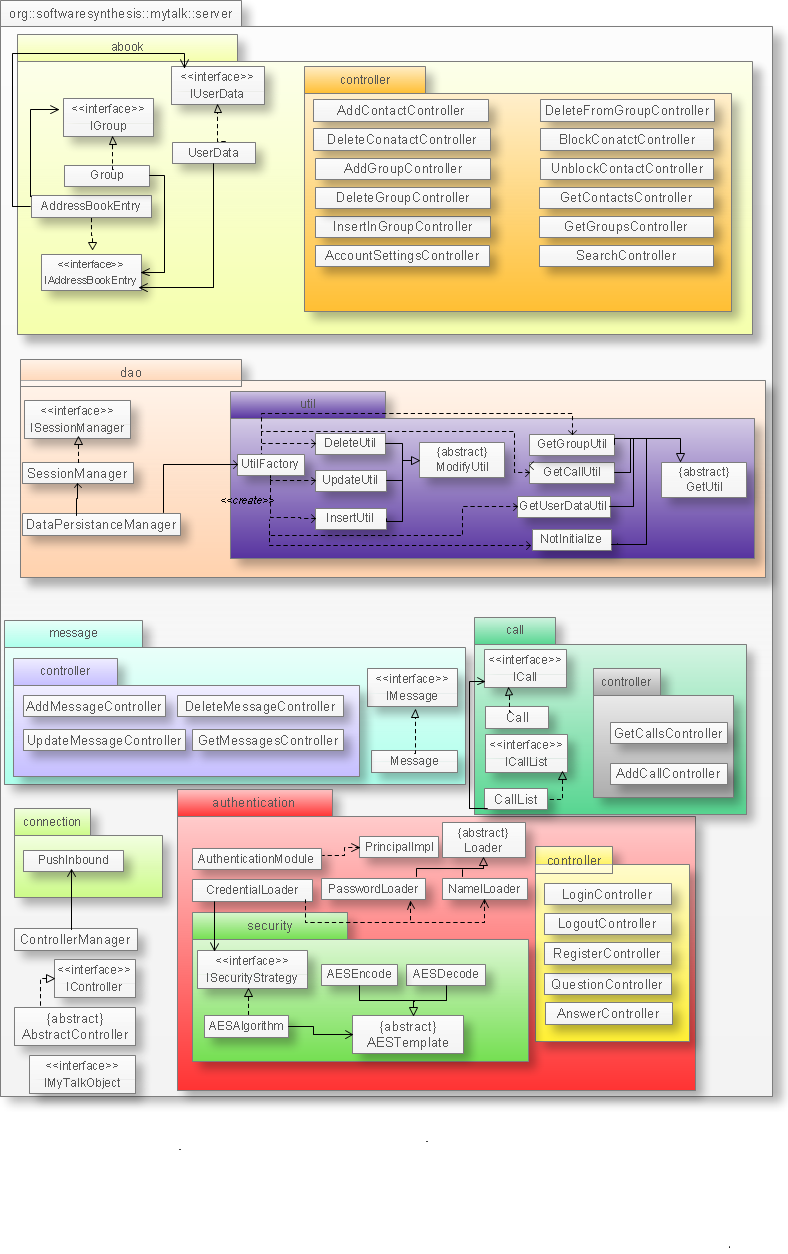 org::softwaresynthesis::mytalk::server
abook
<<interface>>
IUserData
<<interface>>
IGroup
UserData
Group
AddressBookEntry
<<interface>>
IAddressBookEntry
controller
AddContactController
DeleteConatactController
AddGroupController
DeleteGroupController
InsertInGroupController
AccountSettingsController
DeleteFromGroupController
BlockConatctController
UnblockContactController
GetContactsController
GetGroupsController
SearchController
dao
<<interface>>
ISessionManager
SessionManager
DataPersistanceManager
util
UtilFactory
<<create>>
DeleteUtil
UpdateUtil
InsertUtil
{abstract}
ModifyUtil
GetGroupUtil
GetCallUtil
GetUserDataUtil
NotInitialize
{abstract}
GetUtil
message
controller
AddMessageController
DeleteMessageController
UpdateMessageController
GetMessagesController
<<interface>>
IMessage
Message
call
<<interface>>
ICall
Call
<<interface>>
ICallList
CallList
controller
GetCallsController
AddCallController
connection
PushInbound
ControllerManager
<<interface>>
IController
{abstract}
AbstractController
<<interface>>
IMyTalkObject
authentication
AuthenticationModule
PrincipalImpl
{abstract}
Loader
CredentialLoader
PasswordLoader
NamelLoader
security
<<interface>>
ISecurityStrategy
AESEncode
AESDecode
AESAlgorithm
{abstract}
AESTemplate
controller
LoginController
LogoutController
RegisterController
QuestionController
AnswerController